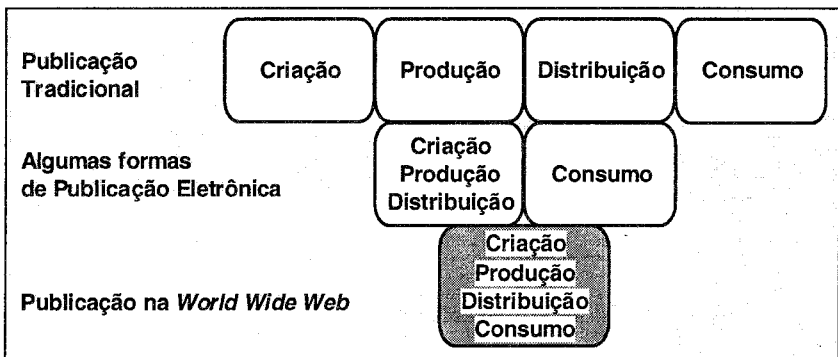 Publicação
Tradicional
Criação
Produção
Distribuição
Consumo
Algumas formas
de Publicação Eletrônica
Criação
Produção
Distribuição
Consumo
Publicação na World Wide Web
Criação
Produção
Distribuição
Consumo